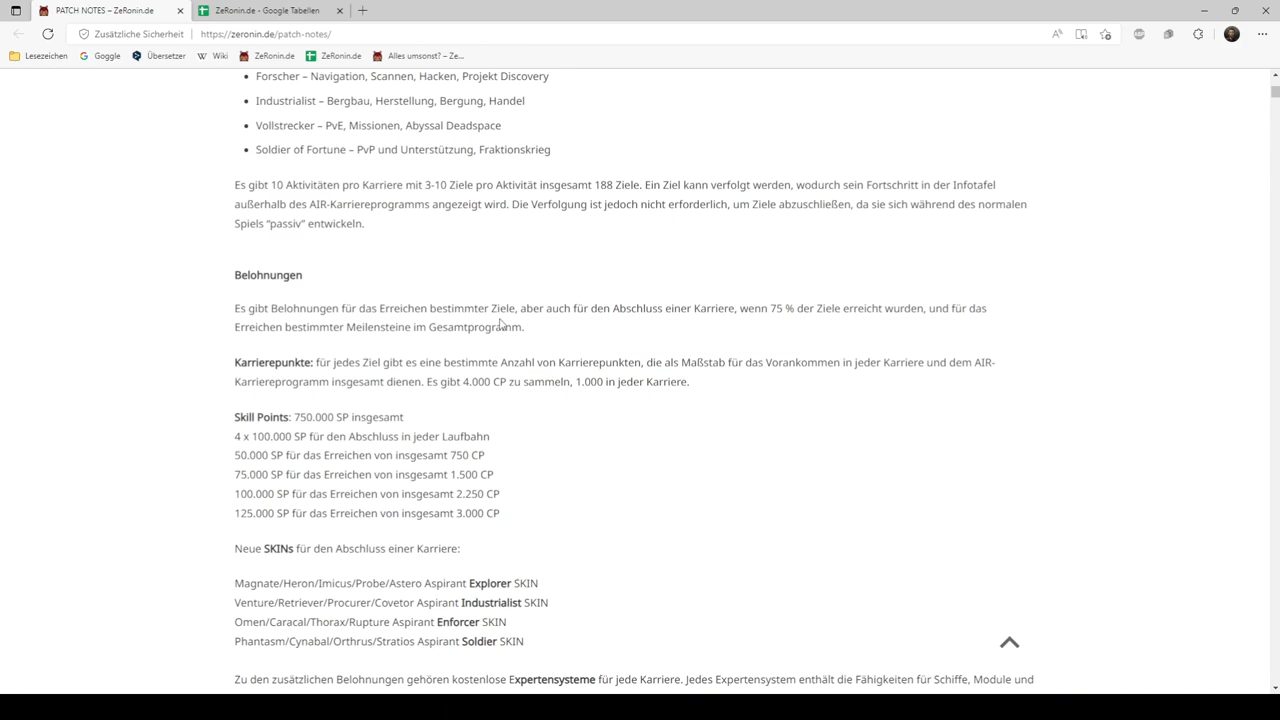 PATCH NOTES – ZeRonin.de
ZeRonin.de - Google Tabellen
Zusätzliche Sicherheit
https://zeronin.de/patch-notes/
Lesezeichen
Goggle
Übersetzer
Wiki
ZeRonin.de
ZeRonin.de
Alles umsonst? – Ze...
Forscher – Navigation, Scannen, Hacken, Projekt Discovery
Industrialist – Bergbau, Herstellung, Bergung, Handel
Vollstrecker – PvE, Missionen, Abyssal Deadspace
Soldier of Fortune – PvP und Unterstützung, Fraktionskrieg
Es gibt 10 Aktivitäten pro Karriere mit 3-10 Ziele pro Aktivität insgesamt 188 Ziele. Ein Ziel kann verfolgt werden, wodurch sein Fortschritt in der Infotafel
außerhalb des AIR-Karriereprogramms angezeigt wird. Die Verfolgung ist jedoch nicht erforderlich, um Ziele abzuschließen, da sie sich während des normalen
Spiels “passiv” entwickeln.
Belohnungen
Es gibt Belohnungen für das Erreichen bestimmter Ziele, aber auch für den Abschluss einer Karriere, wenn 75 % der Ziele erreicht wurden, und für das
Erreichen bestimmter Meilensteine im Gesamtprogramm.
Karrierepunkte: für jedes Ziel gibt es eine bestimmte Anzahl von Karrierepunkten, die als Maßstab für das Vorankommen in jeder Karriere und dem AIR-
Karriereprogramm insgesamt dienen. Es gibt 4.000 CP zu sammeln, 1.000 in jeder Karriere.
Skill Points: 750.000 SP insgesamt
4 x 100.000 SP für den Abschluss in jeder Laufbahn
50.000 SP für das Erreichen von insgesamt 750 CP
75.000 SP für das Erreichen von insgesamt 1.500 CP
100.000 SP für das Erreichen von insgesamt 2.250 CP
125.000 SP für das Erreichen von insgesamt 3.000 CP
Neue SKINs für den Abschluss einer Karriere:
Magnate/Heron/Imicus/Probe/Astero Aspirant Explorer SKIN
Venture/Retriever/Procurer/Covetor Aspirant Industrialist SKIN
Omen/Caracal/Thorax/Rupture Aspirant Enforcer SKIN
Phantasm/Cynabal/Orthrus/Stratios Aspirant Soldier SKIN
Zu den zusätzlichen Belohnungen gehören kostenlose Expertensysteme für jede Karriere. Jedes Expertensystem enthält die Fähigkeiten für Schiffe, Module und